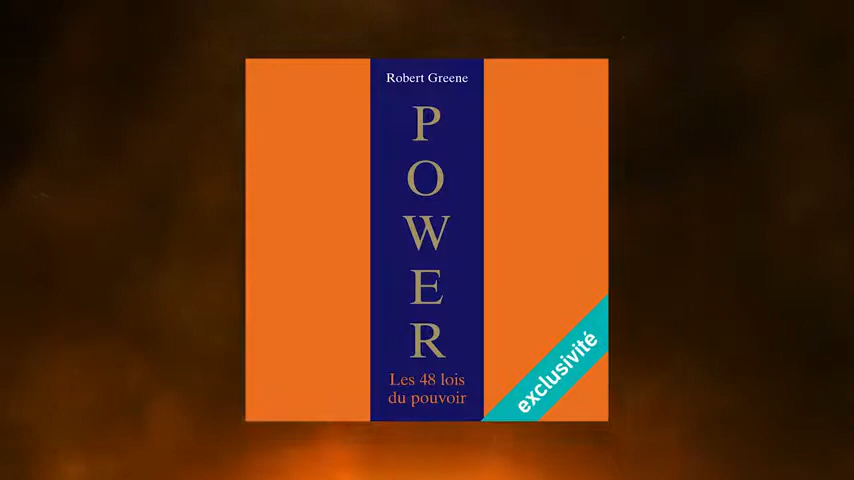 Robert Greene
P
O
W
E
R
Les 48 lois
du pouvoir
exclusivité